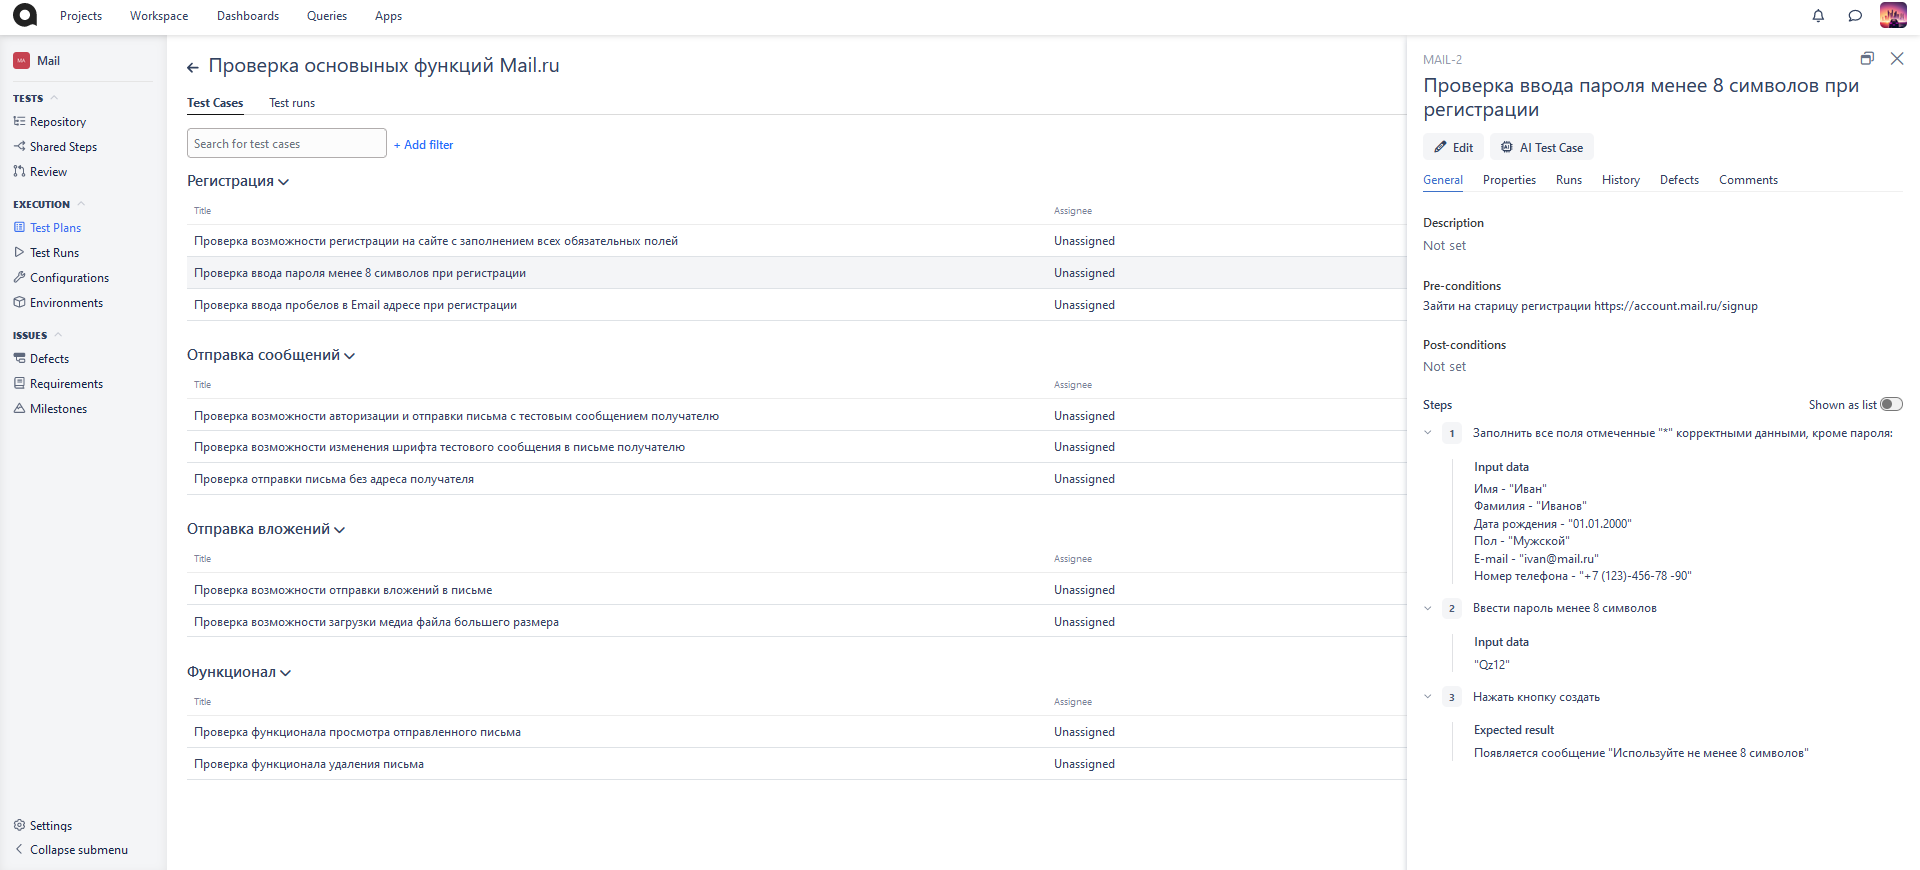 Projects
Workspace
Dashboards
Queries
Apps
MA
Mail
TESTS
Repository
Shared Steps
Review
EXECUTION
Test Plans
Test Runs
Configurations
Environments
ISSUES
Defects
Requirements
Milestones
Settings
Collapse submenu
Проверка основыных функций Mail.ru
Test Cases
Test runs
Search for test cases
+ Add filter
Регистрация
Title
Assignee
Проверка возможности регистрации на сайте с заполнением всех обязательных полей
Unassigned
Проверка ввода пароля менее 8 символов при регистрации
Unassigned
Проверка ввода пробелов в Email адресе при регистрации
Unassigned
Отправка сообщений
Title
Assignee
Проверка возможности авторизации и отправки письма с тестовым сообщением получателю
Unassigned
Проверка возможности изменения шрифта тестового сообщения в письме получателю
Unassigned
Проверка отправки письма без адреса получателя
Unassigned
Отправка вложений
Title
Assignee
Проверка возможности отправки вложений в письме
Unassigned
Проверка возможности загрузки медиа файла большего размера
Unassigned
Функционал
Title
Assignee
Проверка функционала просмотра отправленного письма
Unassigned
Проверка функционала удаления письма
Unassigned
MAIL-2
Проверка ввода пароля менее 8 символов при
регистрации
Edit
AI Test Case
General
Properties
Runs
History
Defects
Comments
Description
Not set
Pre-conditions
Зайти на старицу регистрации https://account.mail.ru/signup
Post-conditions
Not set
Steps
Shown as list
1
Заполнить все поля отмеченные "*" корректными данными, кроме пароля:
Input data
Имя - "Иван"
Фамилия - "Иванов"
Дата рождения - "01.01.2000"
Пол - "Мужской"
E-mail - "ivan@mail.ru"
Номер телефона - "+7 (123)-456-78 -90"
2
Ввести пароль менее 8 символов
Input data
"Qz12"
3
Нажать кнопку создать
Expected result
Появляется сообщение "Используйте не менее 8 символов"